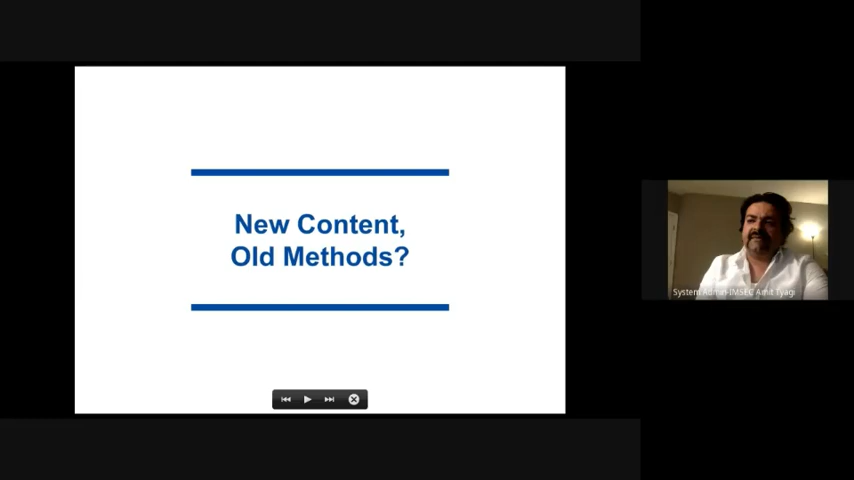 New Content,
Old Methods?
System Admin-IMSEC Amit Tyagi